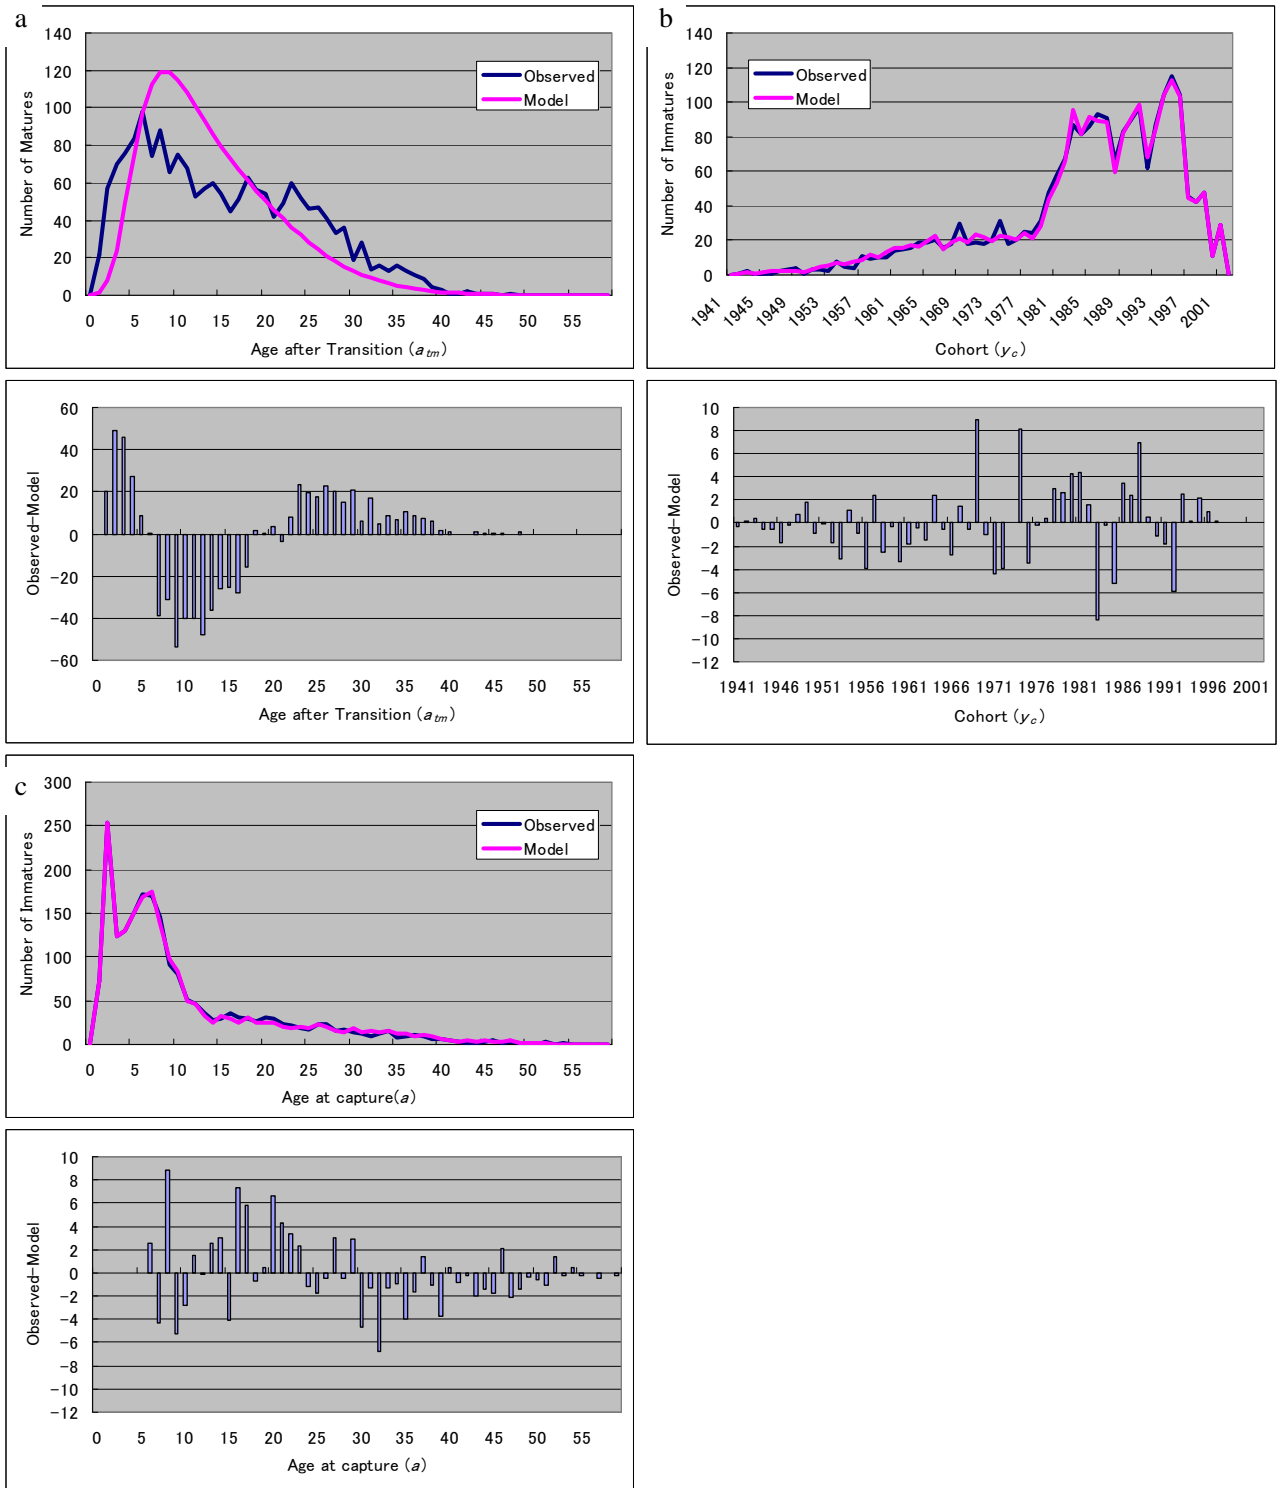 a
140
120
100
80
60
40
20
0
Number of Matures
Observed
Model
0 5 10 15 20 25 30 35 40 45 50 55
Age after Transition (a tm)
60
40
20
0
-20
-40
-60
Observed-Model
0 5 10 15 20 25 30 35 40 45 50 55
Age after Transition (a tm)
b
140
120
100
80
60
40
20
0
Number of Immatures
Observed
Model
1941 1945 1949 1953 1957 1961 1965 1969 1973 1977 1981 1985 1989 1993 1997 2001
Cohort (y c)
10
8
6
4
2
0
-2
-4
-6
-8
-10
-12
Observed-Model
1941 1946 1951 1956 1961 1966 1971 1976 1981 1986 1991 1996 2001
Cohort (y c)
c
300
250
200
150
100
50
0
Number of Immatures
Observed
Model
0 5 10 15 20 25 30 35 40 45 50 55
Age at capture(a)
10
8
6
4
2
0
-2
-4
-6
-8
-10
-12
Observed-Model
0 5 10 15 20 25 30 35 40 45 50 55
Age at capture (a)